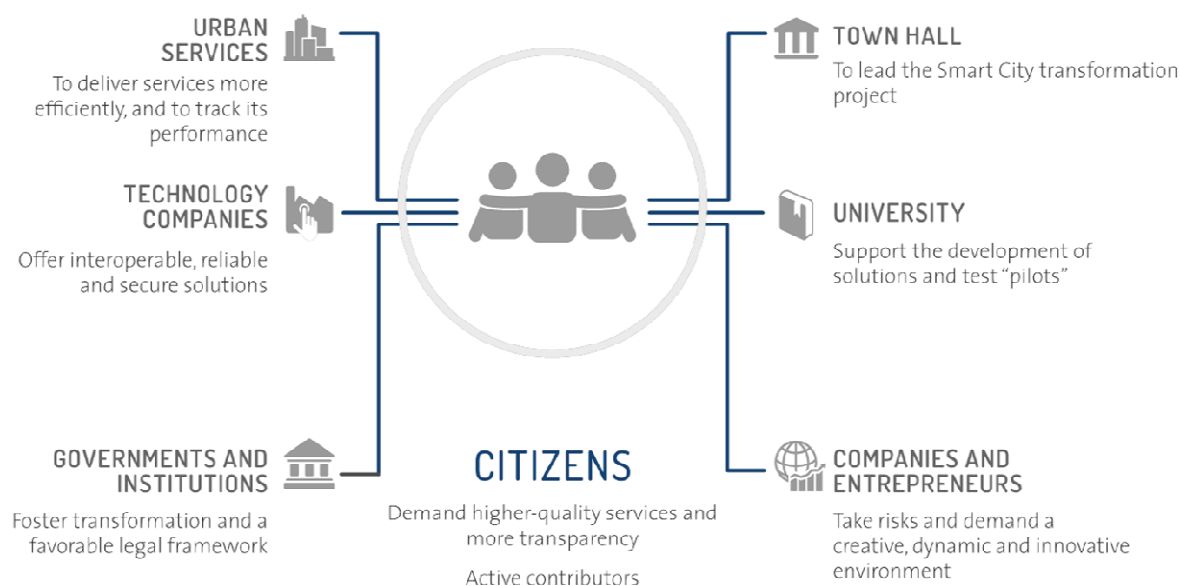 URBAN
SERVICES
To deliver services more
efficiently, and to track its
performance
TECHNOLOGY
COMPANIES
Offer interoperable, reliable
and secure solutions
GOVERNMENTS AND
INSTITUTIONS
Foster transformation and a
favorable legal framework
CITIZENS
Demand higher-quality services and
more transparency
Active contributors
TOWN HALL
To lead the Smart City transformation
project
UNIVERSITY
Support the development of
solutions and test “pilots”
COMPANIES AND
ENTREPRENEURS
Take risks and demand a
creative, dynamic and innovative
environment